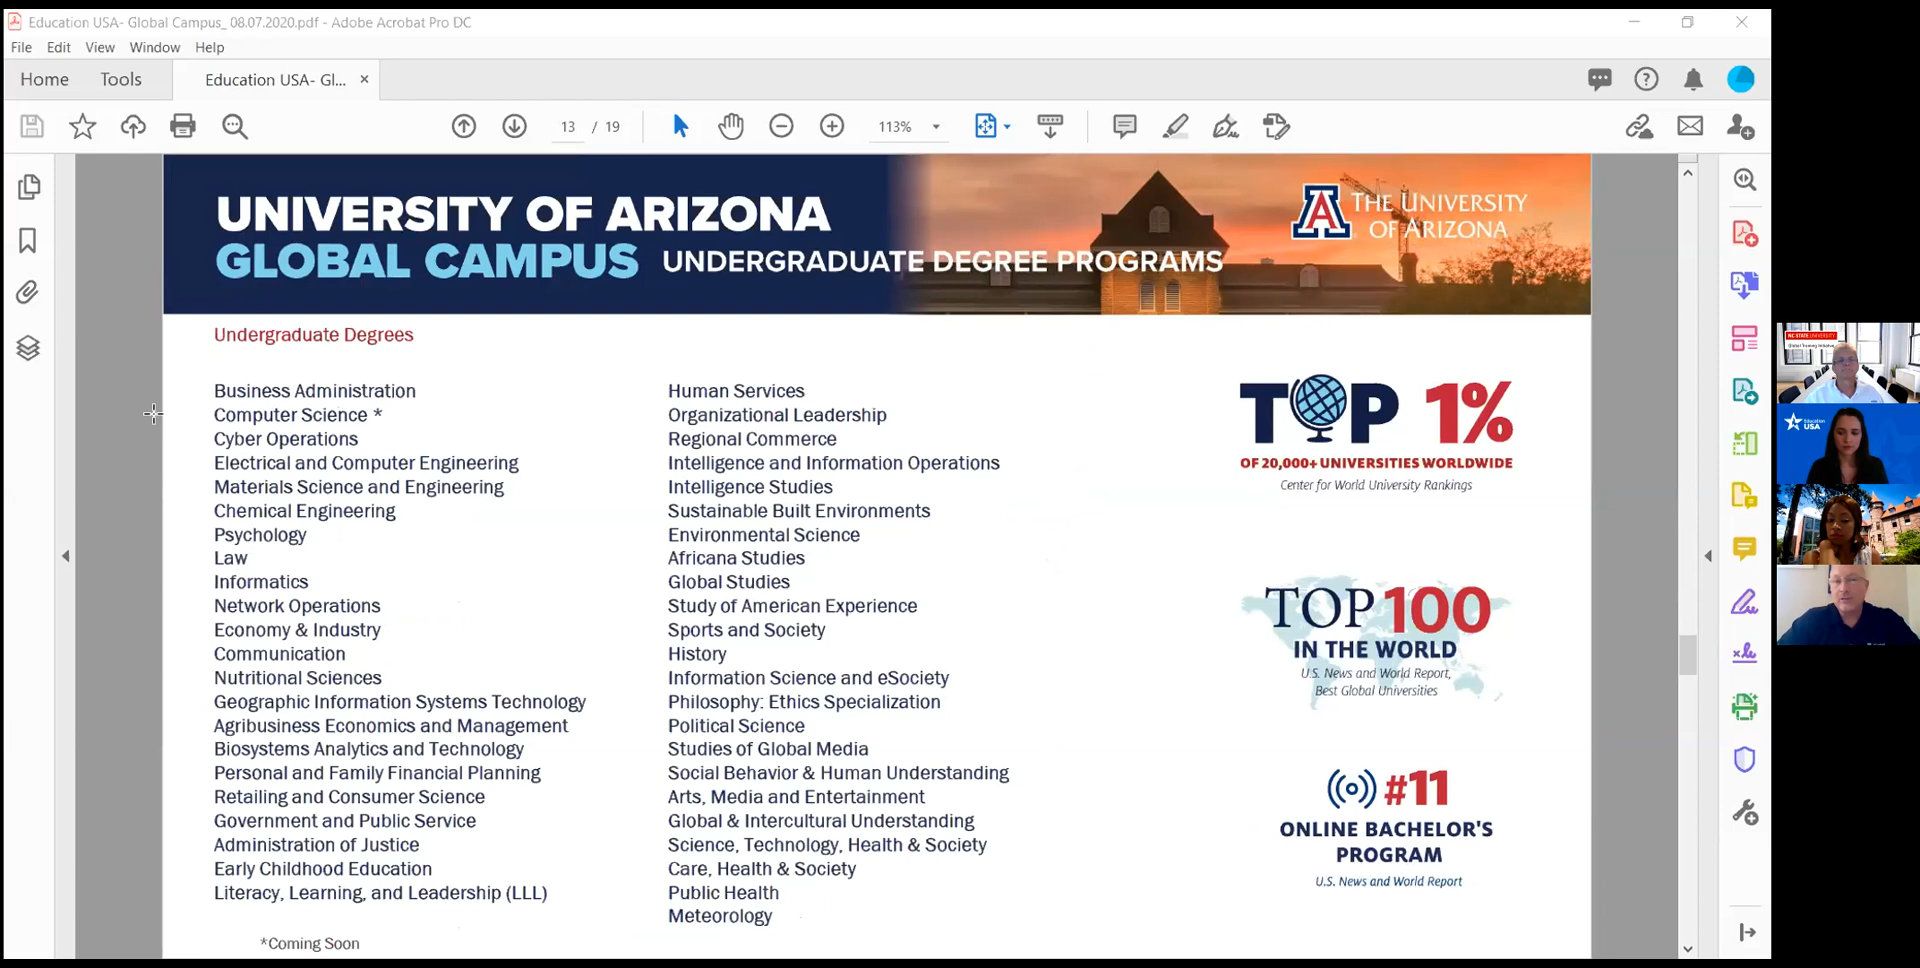 Education USA- Global Campus_ 08.07.2020.pdf - Adobe Acrobat Pro DC
File Edit View Window Help
Home Tools Education USA- Gl... ×
13 / 19 113%
UNIVERSITY OF ARIZONA
GLOBAL CAMPUS UNDERGRADUATE DEGREE PROGRAMS
A THE UNIVERSITY
OF ARIZONA
Undergraduate Degrees
Business Administration
Computer Science *
Cyber Operations
Electrical and Computer Engineering
Materials Science and Engineering
Chemical Engineering
Psychology
Law
Informatics
Network Operations
Economy & Industry
Communication
Nutritional Sciences
Geographic Information Systems Technology
Agribusiness Economics and Management
Biosystems Analytics and Technology
Personal and Family Financial Planning
Retailing and Consumer Science
Government and Public Service
Administration of Justice
Early Childhood Education
Literacy, Learning, and Leadership (LLL)
*Coming Soon
Human Services
Organizational Leadership
Regional Commerce
Intelligence and Information Operations
Intelligence Studies
Sustainable Built Environments
Environmental Science
Africana Studies
Global Studies
Study of American Experience
Sports and Society
History
Information Science and eSociety
Philosophy: Ethics Specialization
Political Science
Studies of Global Media
Social Behavior & Human Understanding
Arts, Media and Entertainment
Global & Intercultural Understanding
Science, Technology, Health & Society
Care, Health & Society
Public Health
Meteorology
TOP 1%
OF 20,000+ UNIVERSITIES WORLDWIDE
Center for World University Rankings
TOP 100
IN THE WORLD
U.S. News and World Report,
Best Global Universities
#11
ONLINE BACHELOR'S
PROGRAM
U.S. News and World Report
NC STATE UNIVERSITY
Global Training Initiative
Education
USA